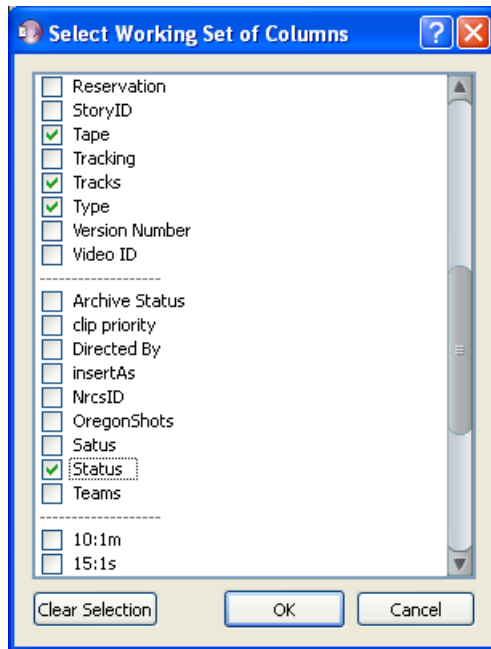 Select Working Set of Columns
Reservation
StoryID
Tape
Tracking
Tracks
Type
Version Number
Video ID
-------------------
Archive Status
clip priority
Directed By
insertAs
NrcsID
OregonShots
Satus
Status
Teams
-------------------
10:1m
15:1s
Clear Selection OK Cancel